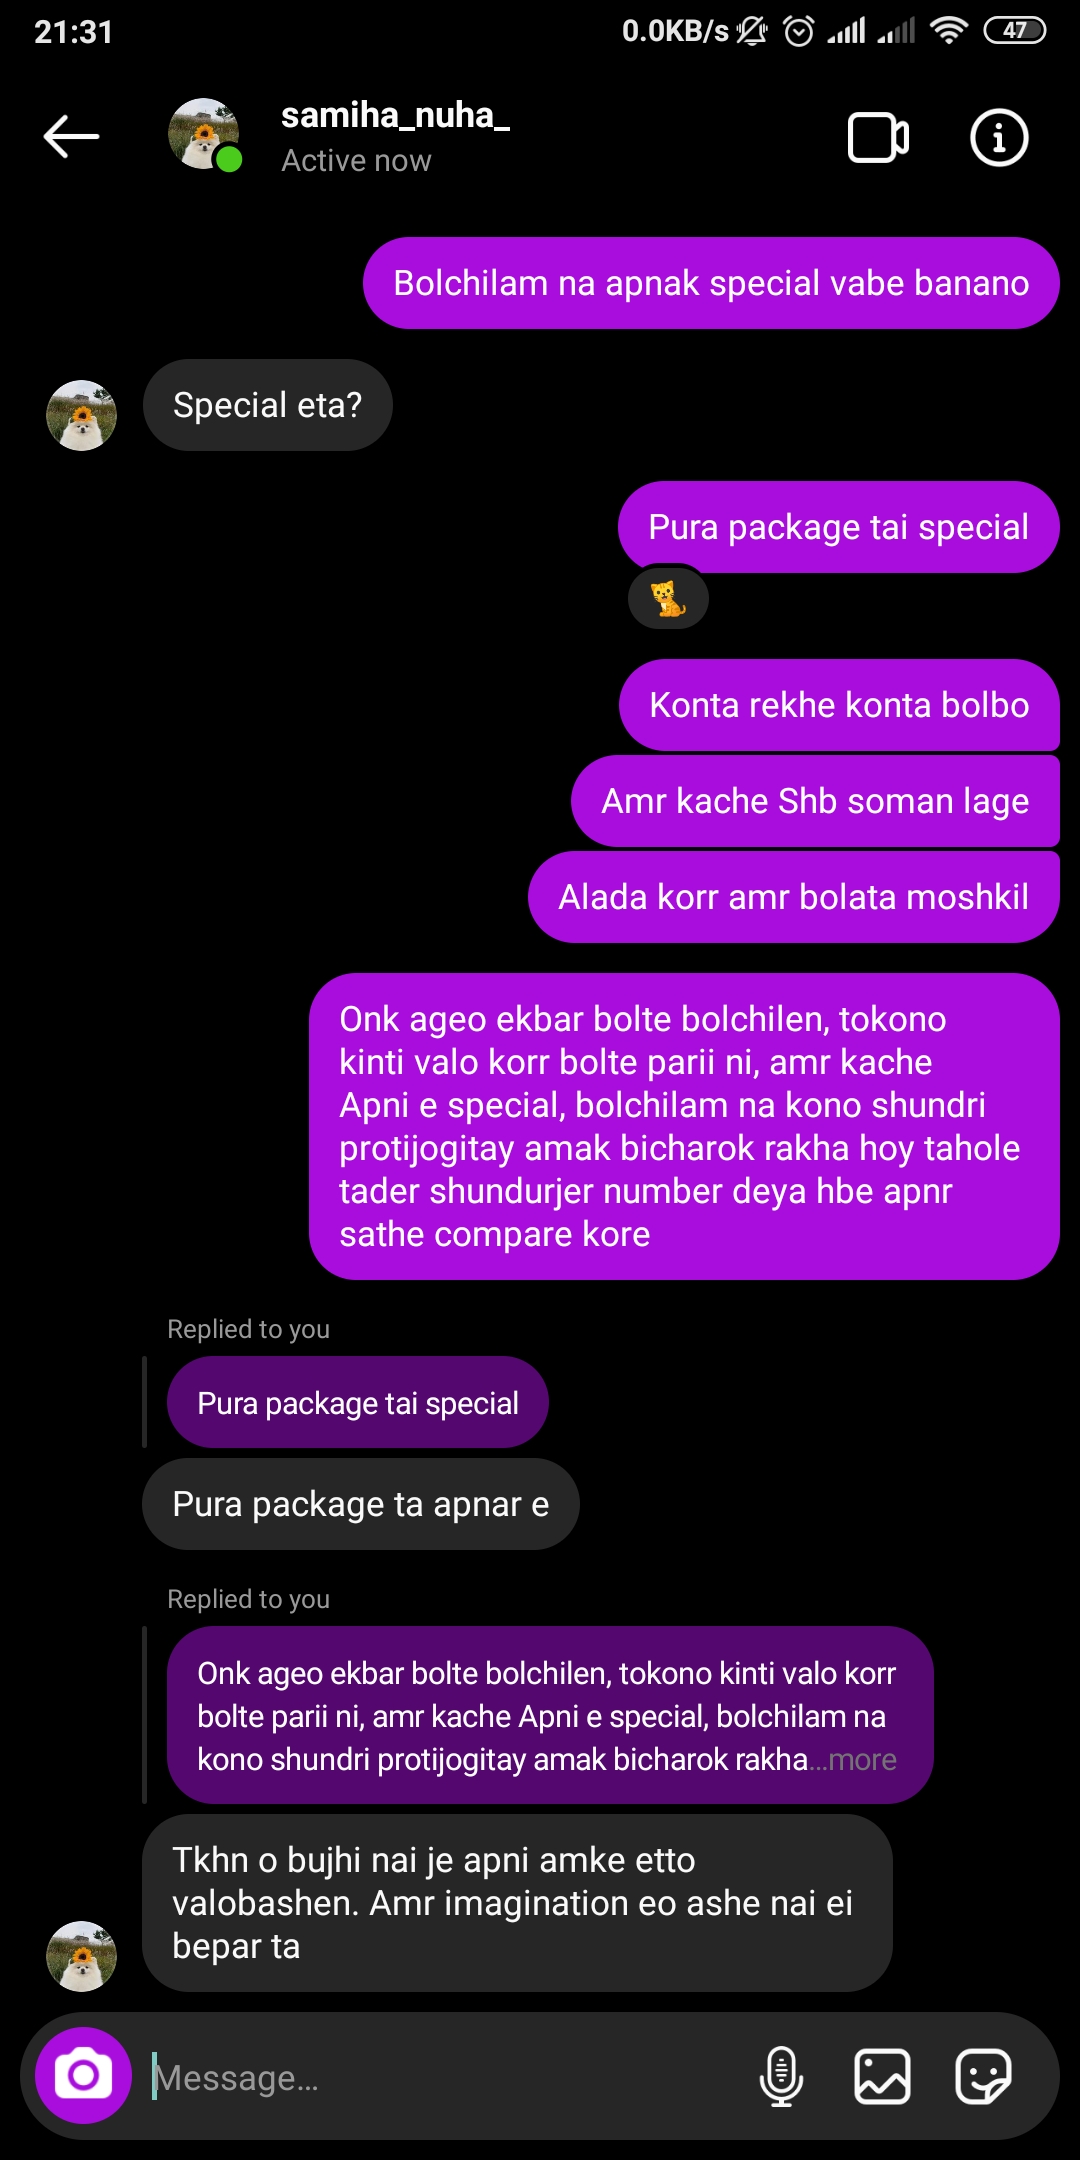 21:31
0.0KB/s
47
samiha_nuha_
Active now
Bolchilam na apnak special vabe banano
Special eta?
Pura package tai special
Konta rekhe konta bolbo
Amr kache Shb soman lage
Alada korr amr bolata moshkil
Onk ageo ekbar bolte bolchilen, tokono
kinti valo korr bolte parii ni, amr kache
Apni e special, bolchilam na kono shundri
protijogitay amak bicharok rakha hoy tahole
tader shundurjer number deya hbe apnr
sathe compare kore
Replied to you
Pura package tai special
Pura package ta apnar e
Replied to you
Onk ageo ekbar bolte bolchilen, tokono kinti valo korr
bolte parii ni, amr kache Apni e special, bolchilam na
kono shundri protijogitay amak bicharok rakha...more
Tkhn o bujhi nai je apni amke etto
valobashen. Amr imagination eo ashe nai ei
bepar ta
Message...